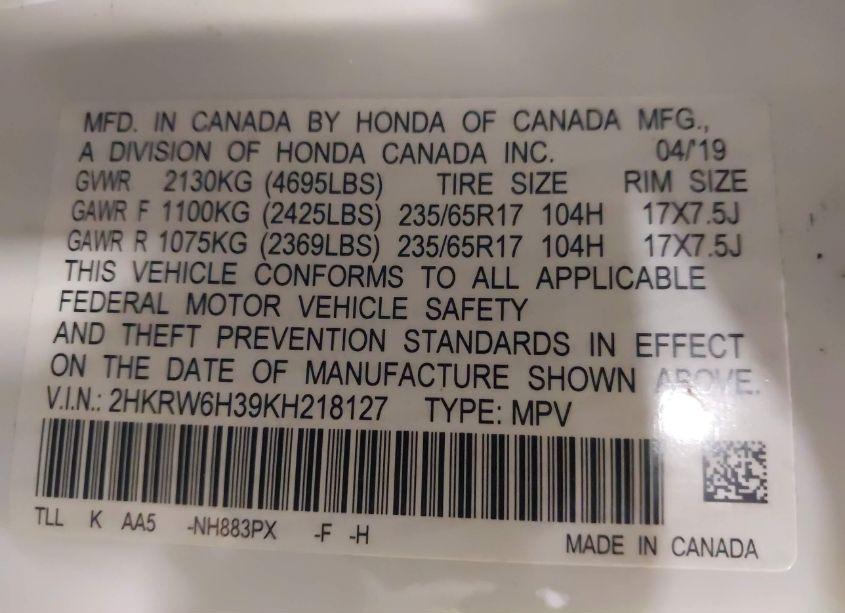 MFD. IN CANADA BY HONDA OF CANADA MFG.,
A DIVISION OF HONDA CANADA INC. 04/'19
GVWR 2130KG (4695LBS) TIRE SIZE RIM SIZE
GAWR F 1100KG (2425LBS) 235/65R17 104H 17X7.5J
GAWR R 1075KG (2369LBS) 235/65R17 104H 17X7.5J
THIS VEHICLE CONFORMS TO ALL APPLICABLE
FEDERAL MOTOR VEHICLE SAFETY
AND THEFT PREVENTION STANDARDS IN EFFECT
ON THE DATE OF MANUFACTURE SHOWN ABOVE.
V.I.N.: 2HKRW6H39KH218127 TYPE: MPV
TLL K AA5 -NH883PX -F -H
MADE IN CANADA